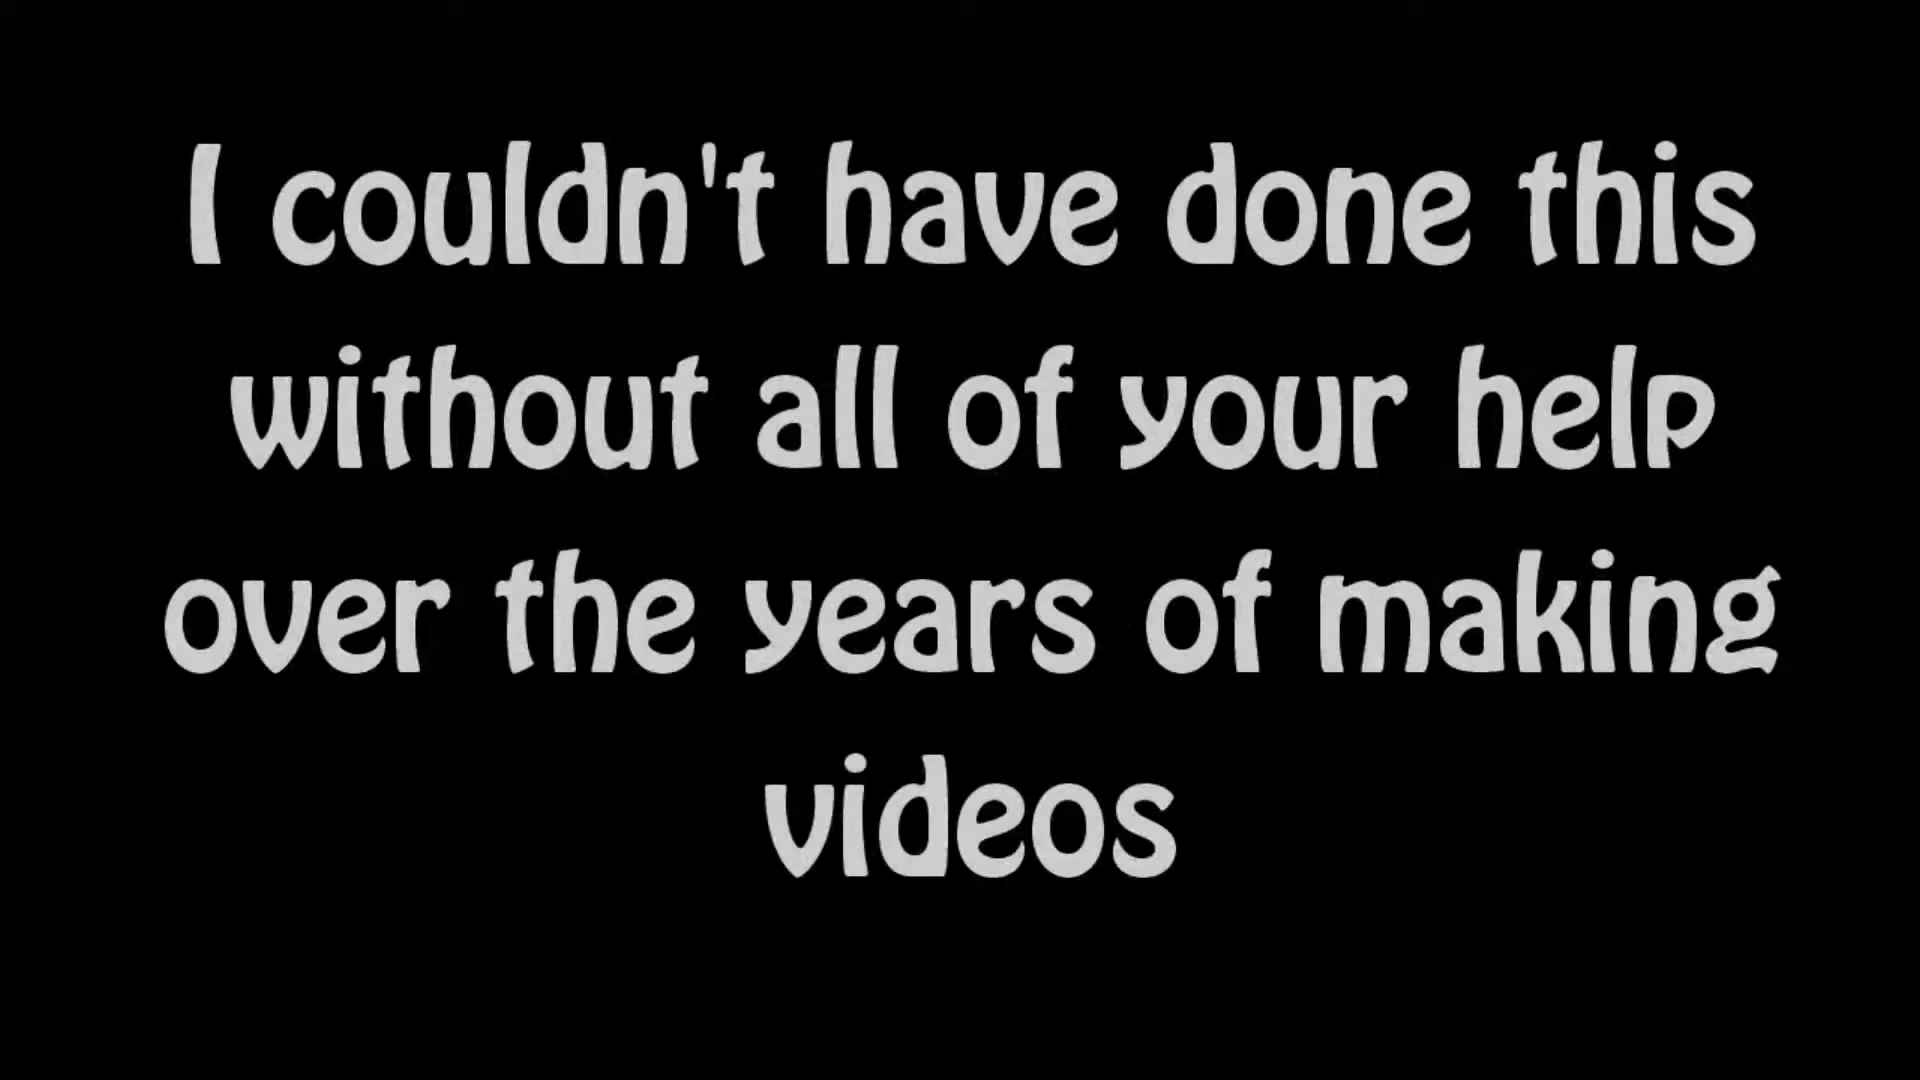 I couldn't have done this
without all of your help
over the years of making
videos